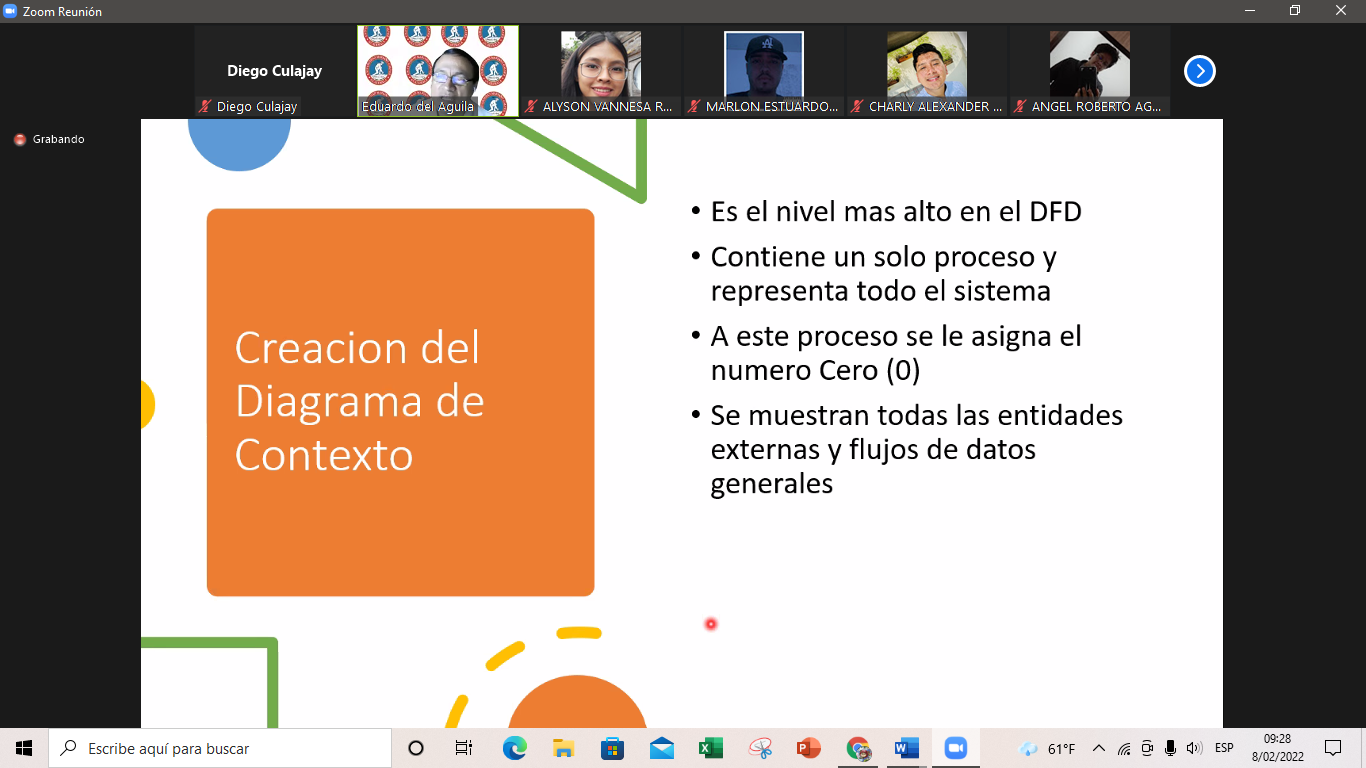 Zoom Reunión
Diego Culajay
Diego Culajay
Eduardo del Aguila
ALYSON VANNESA R...
MARLON ESTUARDO...
CHARLY ALEXANDER ...
ANGEL ROBERTO AG...
Grabando
Creacion del
Diagrama de
Contexto
• Es el nivel mas alto en el DFD
• Contiene un solo proceso y
representa todo el sistema
• A este proceso se le asigna el
numero Cero (0)
• Se muestran todas las entidades
externas y flujos de datos
generales
Escribe aquí para buscar
61°F
ESP
09:28
8/02/2022